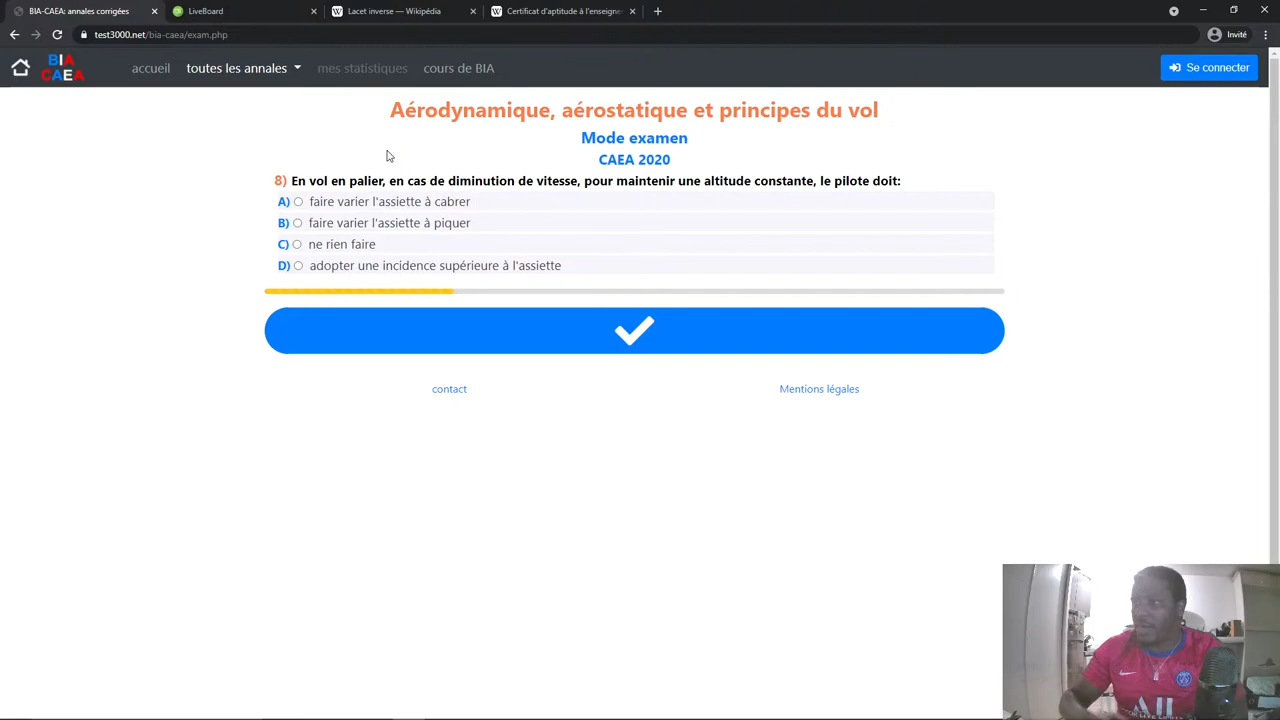 BIA-CAEA: annales corrigées
LiveBoard
Lacet inverse — Wikipédia
Certificat d'aptitude à l'enseigne
test3000.net/bia-caea/exam.php
Invité
BIA
CAEA
accueil
toutes les annales
mes statistiques
cours de BIA
Se connecter
Aérodynamique, aérostatique et principes du vol
Mode examen
CAEA 2020
8) En vol en palier, en cas de diminution de vitesse, pour maintenir une altitude constante, le pilote doit:
A) faire varier l'assiette à cabrer
B) faire varier l'assiette à piquer
C) ne rien faire
D) adopter une incidence supérieure à l'assiette
contact
Mentions légales